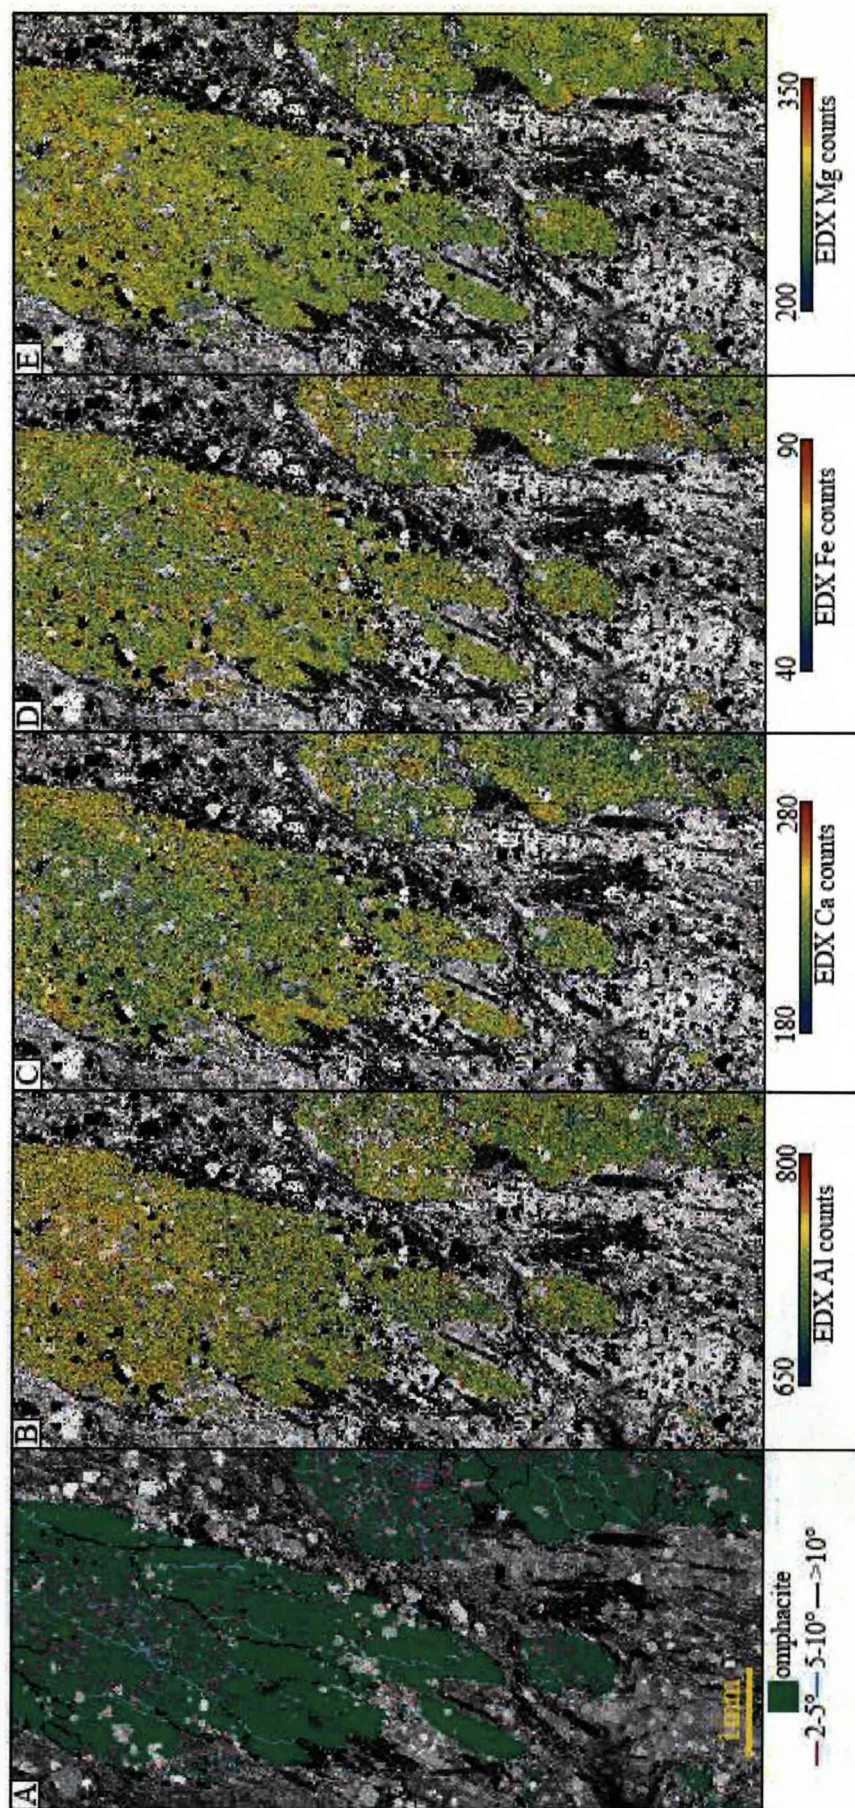 A
1mm
omphacite
2-5° 5-10° >10°
B
650 800
EDX Al counts
C
180 280
EDX Ca counts
D
40 90
EDX Fe counts
E
200 350
EDX Mg counts